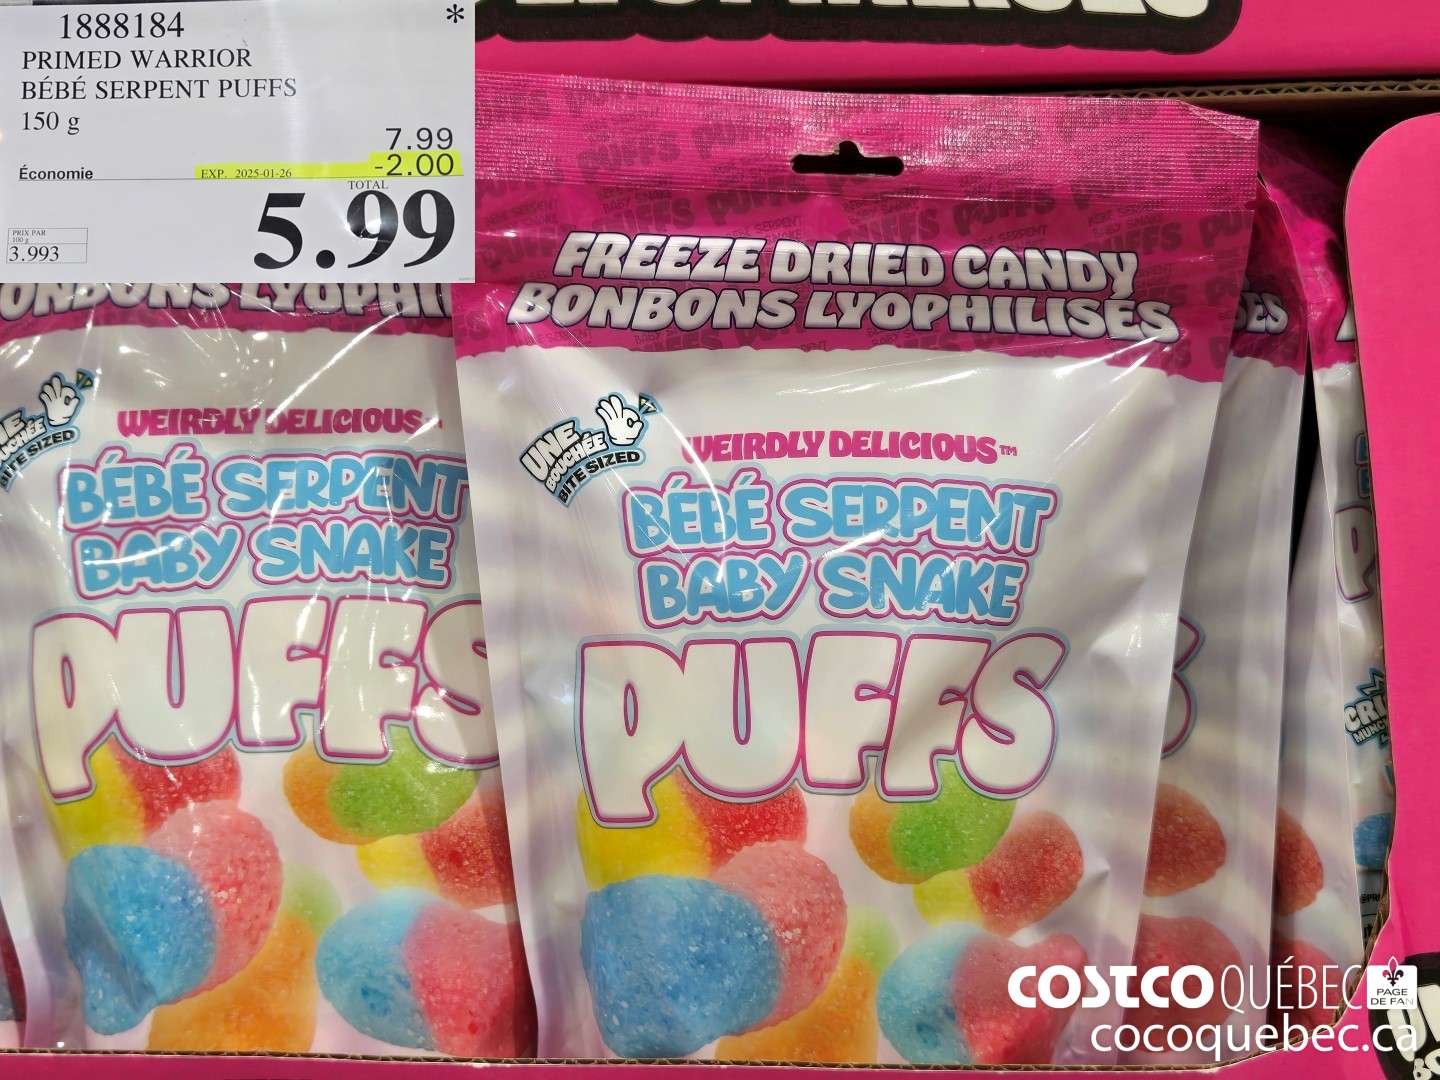 1888184 *
PRIMED WARRIOR
BÉBÉ SERPENT PUFFS
150 g
7.99
Économie EXP. 2025-01-26 -2.00
TOTAL
5.99
PRIX PAR
100 g
3.993
FREEZE DRIED CANDY
BONBONS LYOPHILISÉS
UNE
BOUCHÉE
BITE SIZED
WEIRDLY DELICIOUS™
BÉBÉ SERPENT
BABY SNAKE
PUFFS
WEIRDLY DELICIOUS
BÉBÉ SERPENT
BABY SNAKE
PUFFS
BITE SIZED
COSTCO QUÉBEC
PAGE
DE FAN
cocoquebec.ca